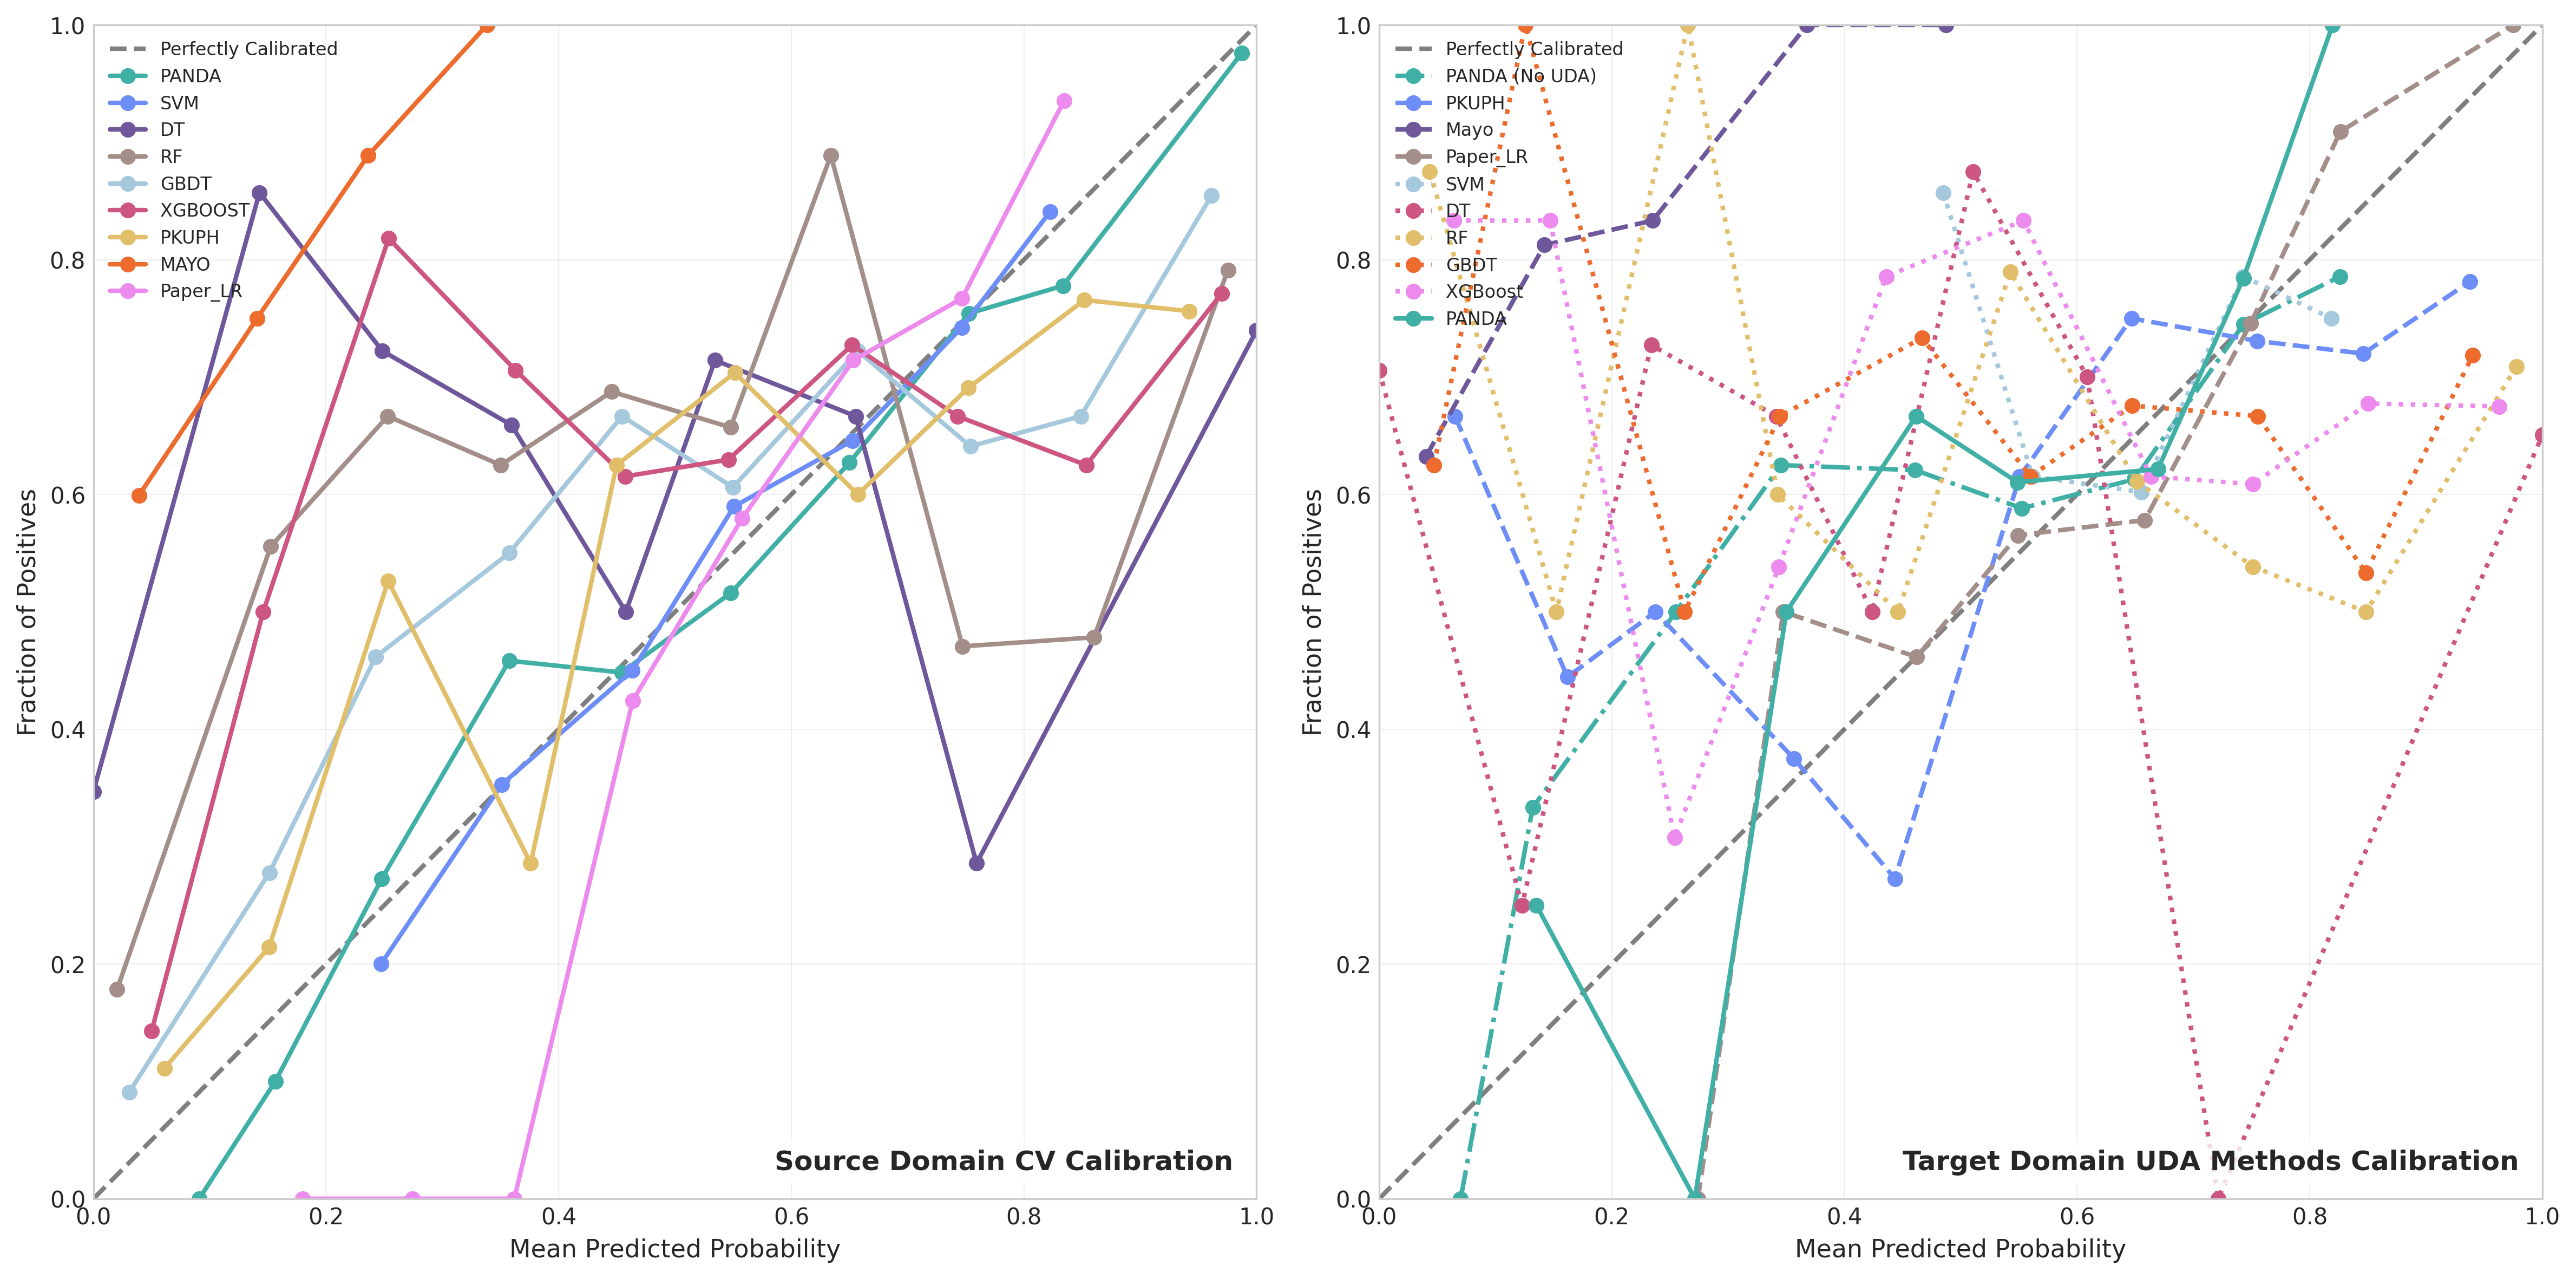 1.0
0.8
0.6
0.4
0.2
0.0
Fraction of Positives
Perfectly Calibrated
PANDA
SVM
DT
RF
GBDT
XGBOOST
PKUPH
MAYO
Paper_LR
Source Domain CV Calibration
0.0 0.2 0.4 0.6 0.8 1.0
Mean Predicted Probability
1.0
0.8
0.6
0.4
0.2
0.0
Fraction of Positives
Perfectly Calibrated
PANDA (No UDA)
PKUPH
Mayo
Paper_LR
SVM
DT
RF
GBDT
XGBoost
PANDA
Target Domain UDA Methods Calibration
0.0 0.2 0.4 0.6 0.8 1.0
Mean Predicted Probability